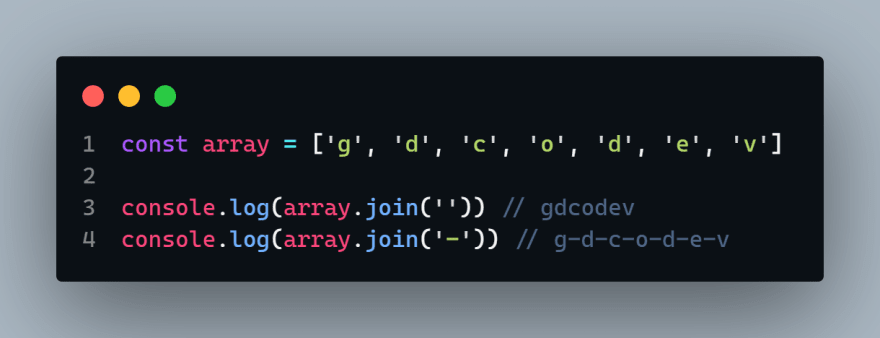 1 const array = ['g', 'd', 'c', 'o', 'd', 'e', 'v']
2
3 console.log(array.join('')) // gdcodev
4 console.log(array.join('-')) // g-d-c-o-d-e-v